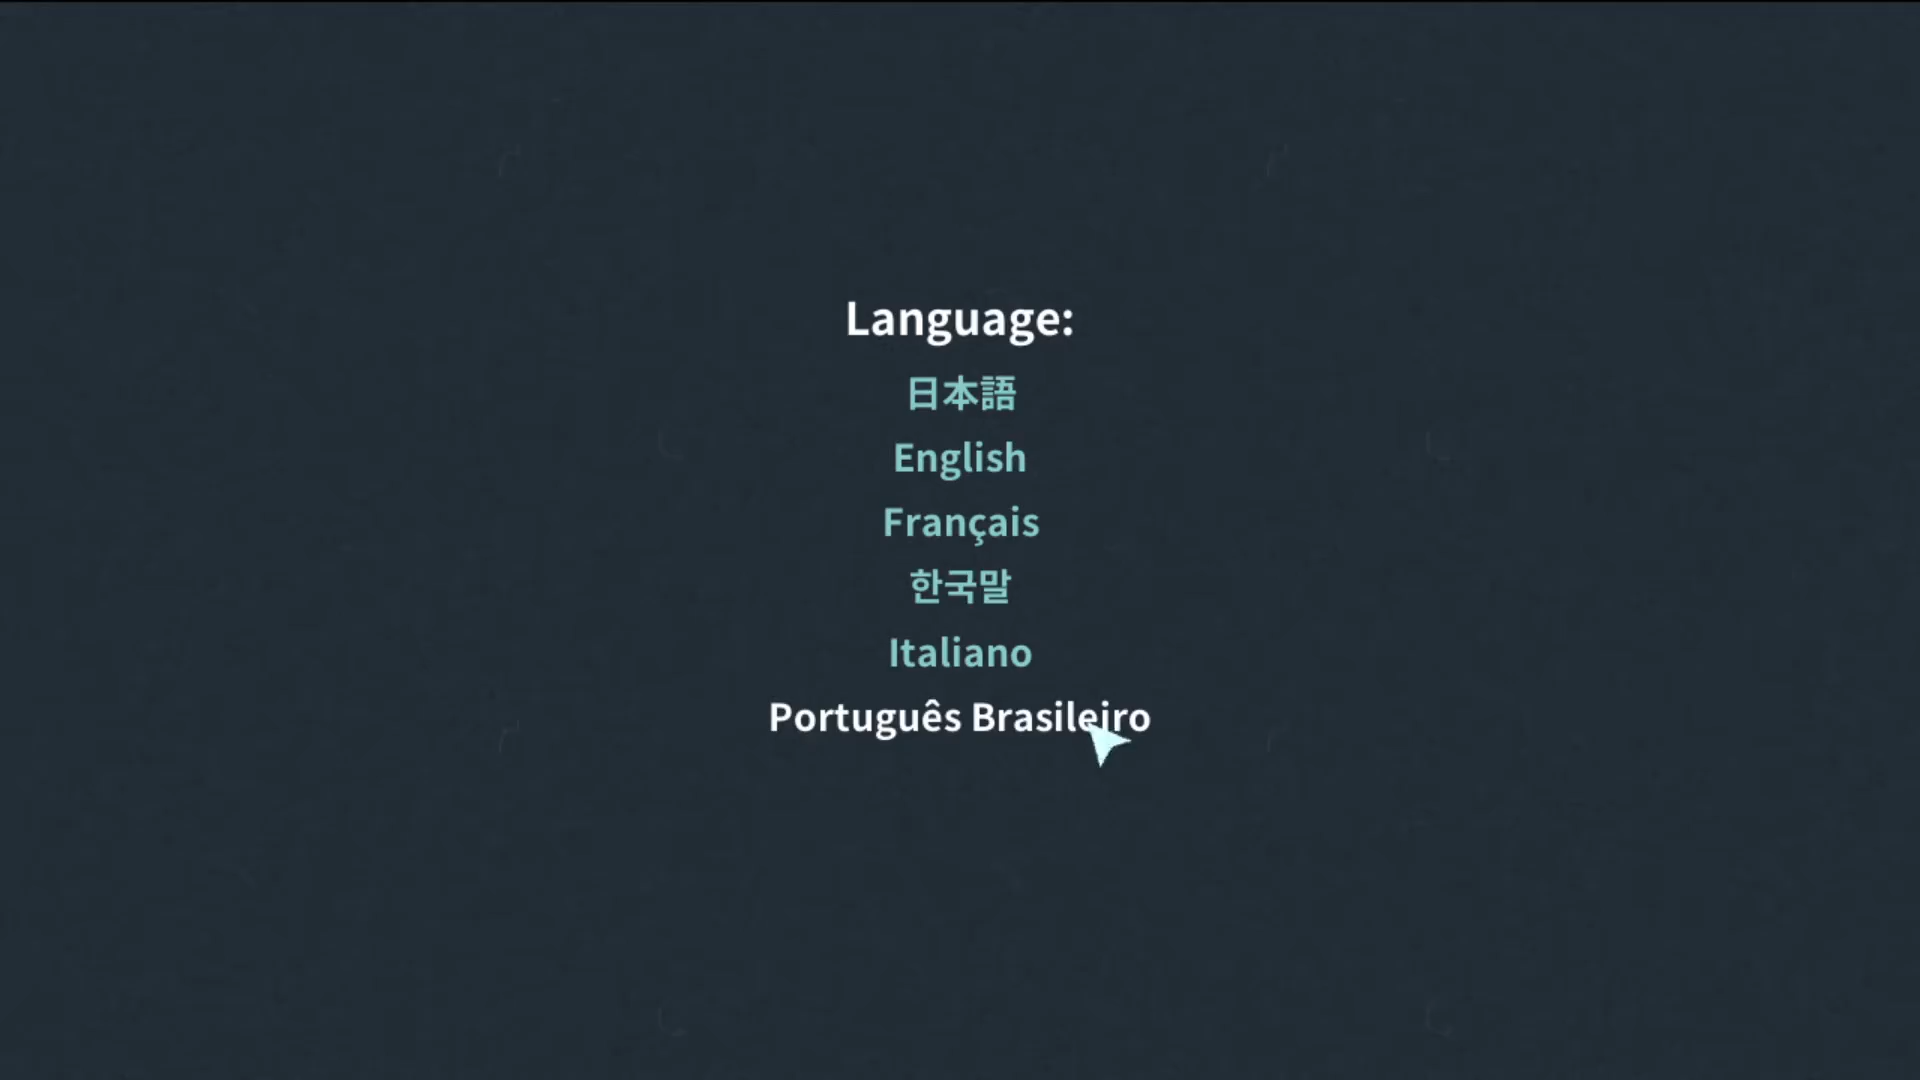 Language:
日本語
English
Français
한국말
Italiano
Português Brasileiro